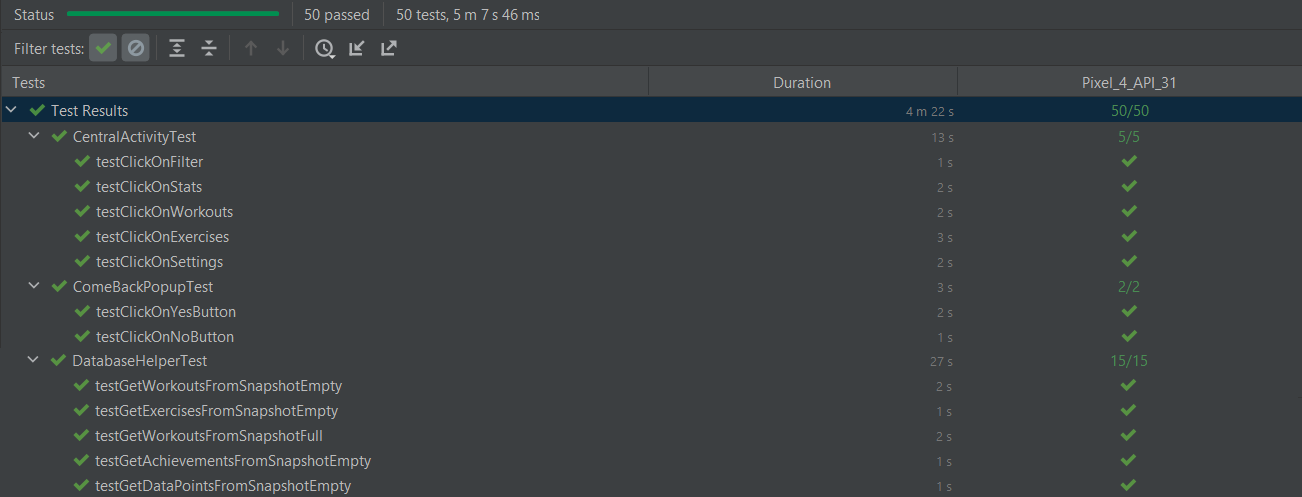 Status 50 passed 50 tests, 5 m 7 s 46 ms
Filter tests:
Tests Duration Pixel_4_API_31
Test Results 4 m 22 s 50/50
CentralActivityTest 13 s 5/5
testClickOnFilter 1 s
testClickOnStats 2 s
testClickOnWorkouts 2 s
testClickOnExercises 3 s
testClickOnSettings 2 s
ComeBackPopupTest 3 s 2/2
testClickOnYesButton 2 s
testClickOnNoButton 1 s
DatabaseHelperTest 27 s 15/15
testGetWorkoutsFromSnapshotEmpty 2 s
testGetExercisesFromSnapshotEmpty 1 s
testGetWorkoutsFromSnapshotFull 2 s
testGetAchievementsFromSnapshotEmpty 1 s
testGetDataPointsFromSnapshotEmpty 1 s